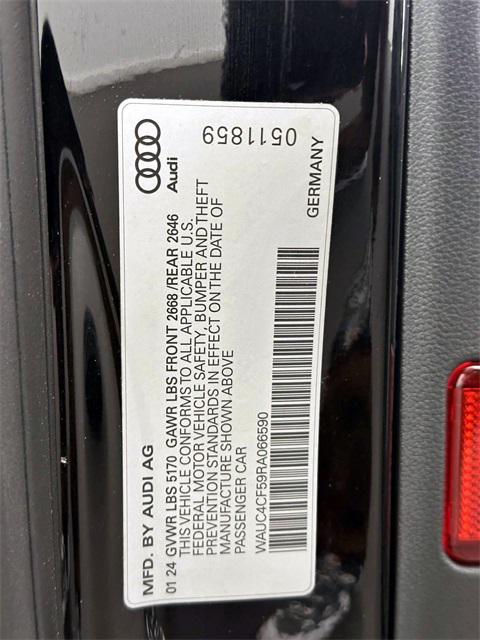 Audi
0511859
MFD. BY AUDI AG
01 24 GVWR LBS 5170 GAWR LBS FRONT 2668/REAR 2646
THIS VEHICLE CONFORMS TO ALL APPLICABLE U.S.
FEDERAL MOTOR VEHICLE SAFETY, BUMPER AND THEFT
PREVENTION STANDARDS IN EFFECT ON THE DATE OF
MANUFACTURE SHOWN ABOVE
PASSENGER CAR
WAUC4CF59RA066590
GERMANY